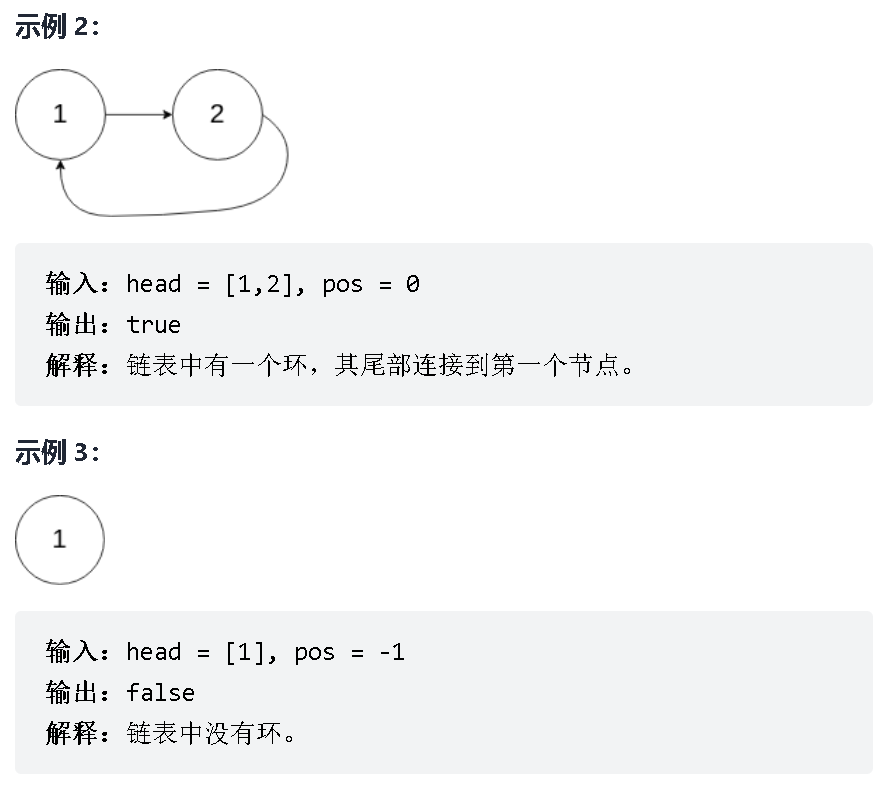 示例 2：
1
2
输入：head = [1,2], pos = 0
输出：true
解释：链表中有一个环，其尾部连接到第一个节点。
示例 3：
1
输入：head = [1], pos = -1
输出：false
解释：链表中没有环。